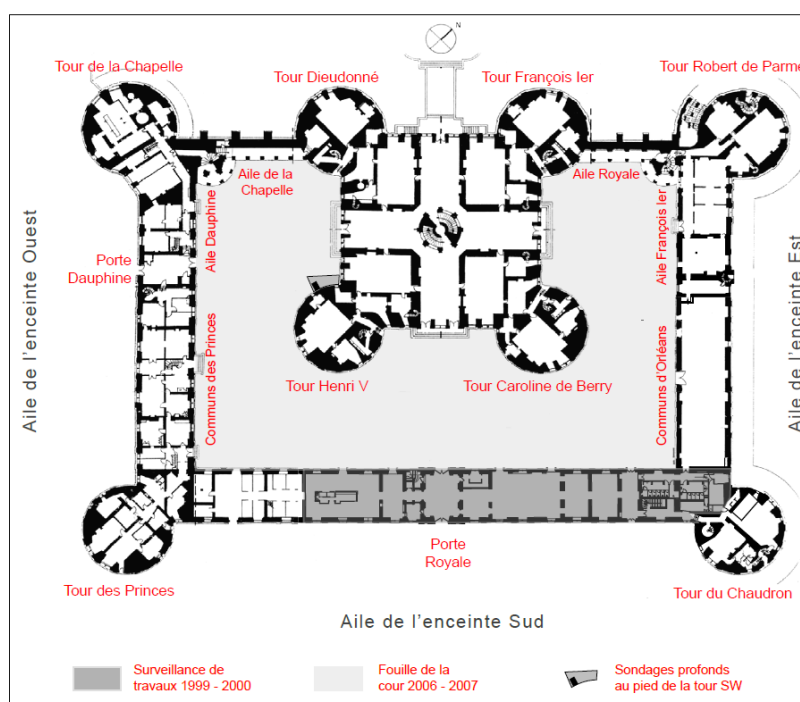 N
Tour de la Chapelle
Tour Dieudonné
Tour François Ier
Tour Robert de Parme
Aile de la
Chapelle
Aile Royale
Aile Dauphine
Aile François Ier
Porte
Dauphine
Aile de l'enceinte Ouest
Aile de l'enceinte Est
Communs des Princes
Communs d'Orléans
Tour Henri V
Tour Caroline de Berry
Porte
Royale
Tour des Princes
Tour du Chaudron
Aile de l'enceinte Sud
Surveillance de
travaux 1999 - 2000
Fouille de la
cour 2006 - 2007
Sondages profonds
au pied de la tour SW